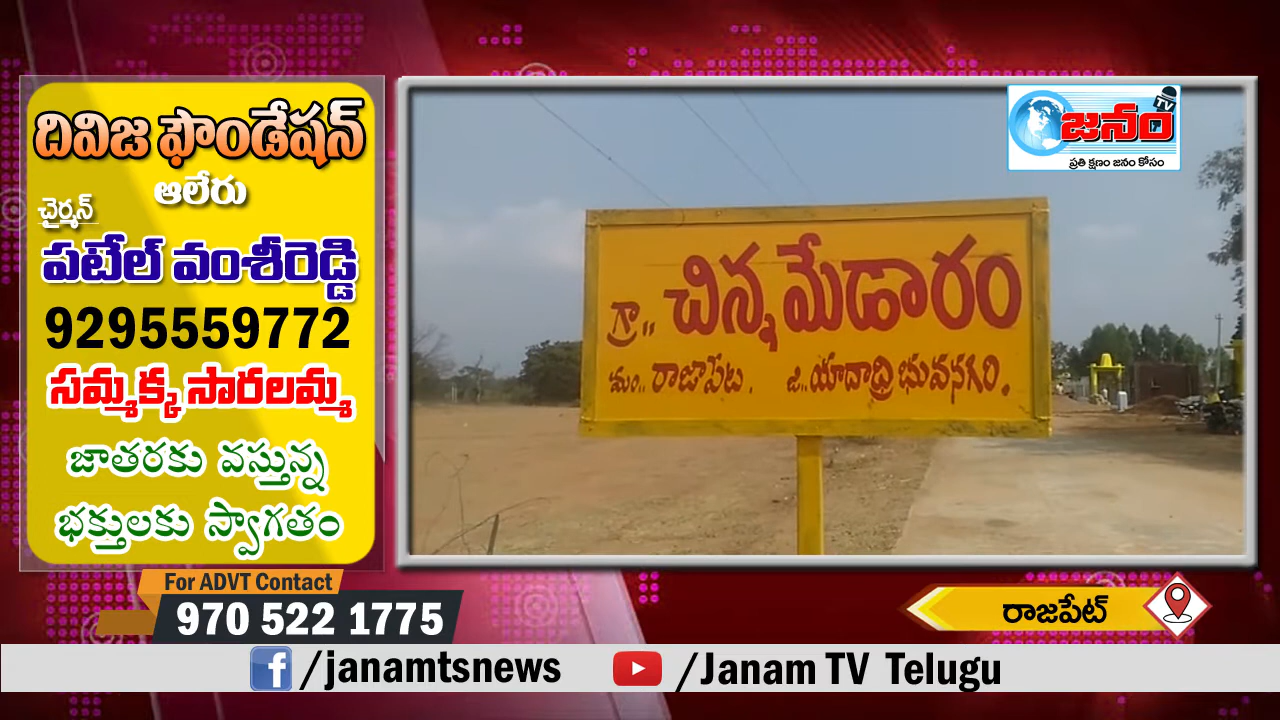 దివిజ ఫౌండేషన్
ఆలేరు
చైర్మన్
పటేల్ వంశీరెడ్డి
9295559772
సమ్మక్క సారలమ్మ
జాతరకు వస్తున్న
భక్తులకు స్వాగతం
For ADVT Contact
970 522 1775
జనం
TV
ప్రతి క్షణం జనం కోసం
గ్రా,, చిన్నమేడారం
మం.. రాజాపేట. జి..యాదాద్రి భువనగిరి.
రాజపేట్
/janamtsnews
/Janam TV Telugu